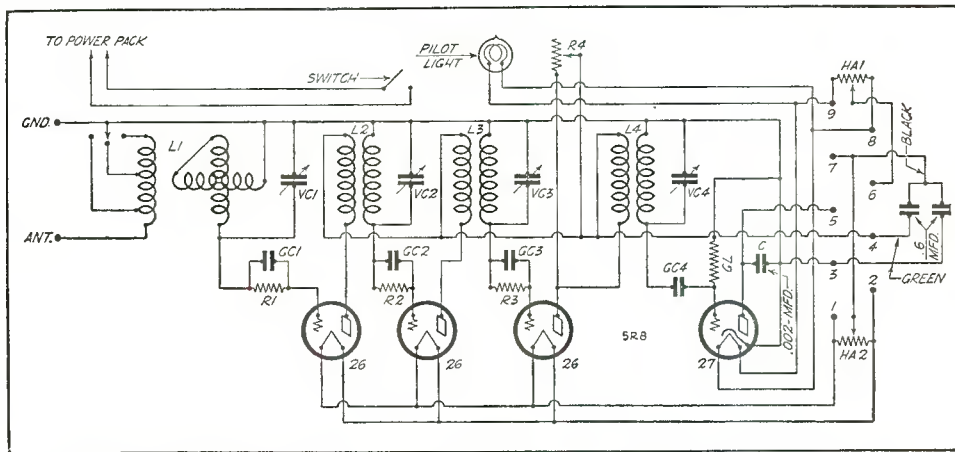 TO POWER PACK
SWITCH
PILOT
LIGHT
R4
HA1
9
8
BLACK
GND.
L1
L2
L3
L4
7
6
VC1
VC2
VC3
VC4
5
ANT.
4
.6
MFD.
GC1
GC2
GC3
GL
C
3
GREEN
R1
R2
R3
GC4
.002-MFD.
2
1
5R8
26
26
26
27
HA2